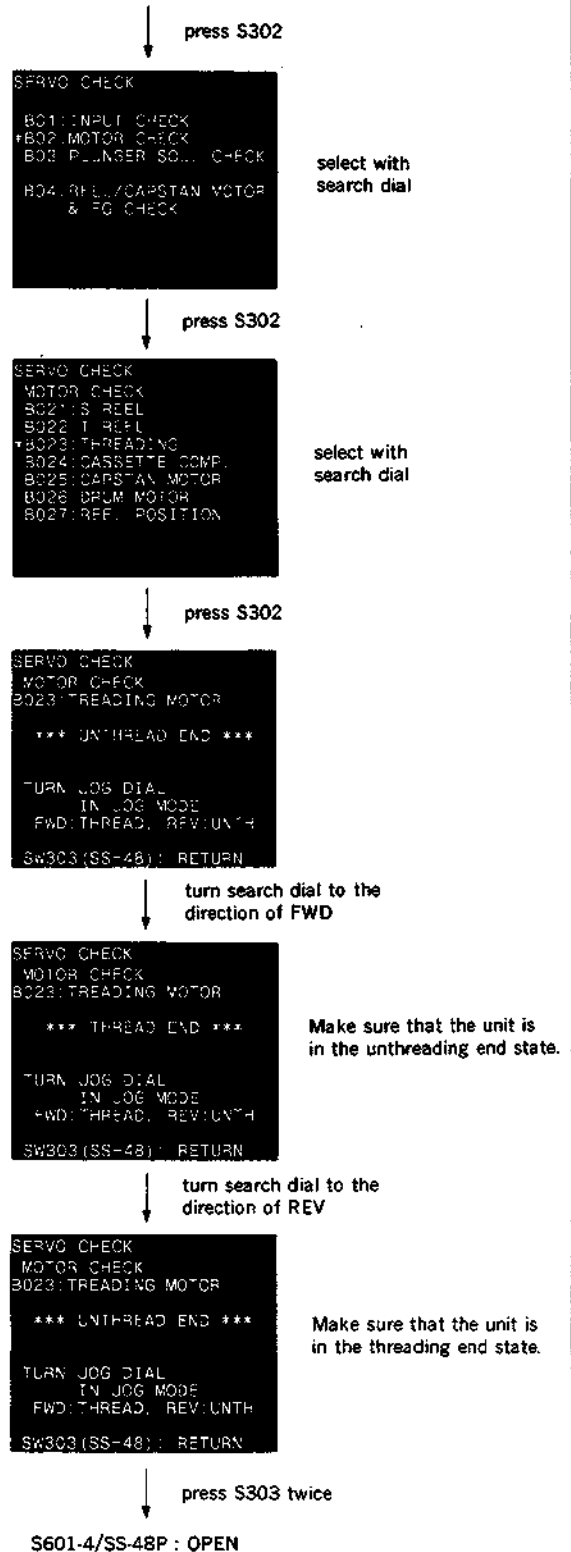 press S302
SERVO CHECK
B01:INPUT CHECK
*B02:MOTOR CHECK
B03:PLUNGER SOL. CHECK
B04:REEL/CAPSTAN MOTOR
& FG CHECK
select with
search dial
press S302
SERVO CHECK
MOTOR CHECK
B021:S REEL
B022:T REEL
*B023:THREADING
B024:CASSETTE COMP.
B025:CAPSTAN MOTOR
B026:DRUM MOTOR
B027:REEL POSITION
select with
search dial
press S302
SERVO CHECK
MOTOR CHECK
B023:TREADING MOTOR
*** UNTHREAD END ***
TURN JOG DIAL
IN JOG MODE
FWD:THREAD, REV:UNTH
SW303(SS-48): RETURN
turn search dial to the
direction of FWD
SERVO CHECK
MOTOR CHECK
B023:TREADING MOTOR
*** THREAD END ***
TURN JOG DIAL
IN JOG MODE
FWD:THREAD, REV:UNTH
SW303(SS-48): RETURN
Make sure that the unit is
in the unthreading end state.
turn search dial to the
direction of REV
SERVO CHECK
MOTOR CHECK
B023:TREADING MOTOR
*** UNTHREAD END ***
TURN JOG DIAL
IN JOG MODE
FWD:THREAD, REV:UNTH
SW303(SS-48): RETURN
Make sure that the unit is
in the threading end state.
press S303 twice
S601-4/SS-48P : OPEN